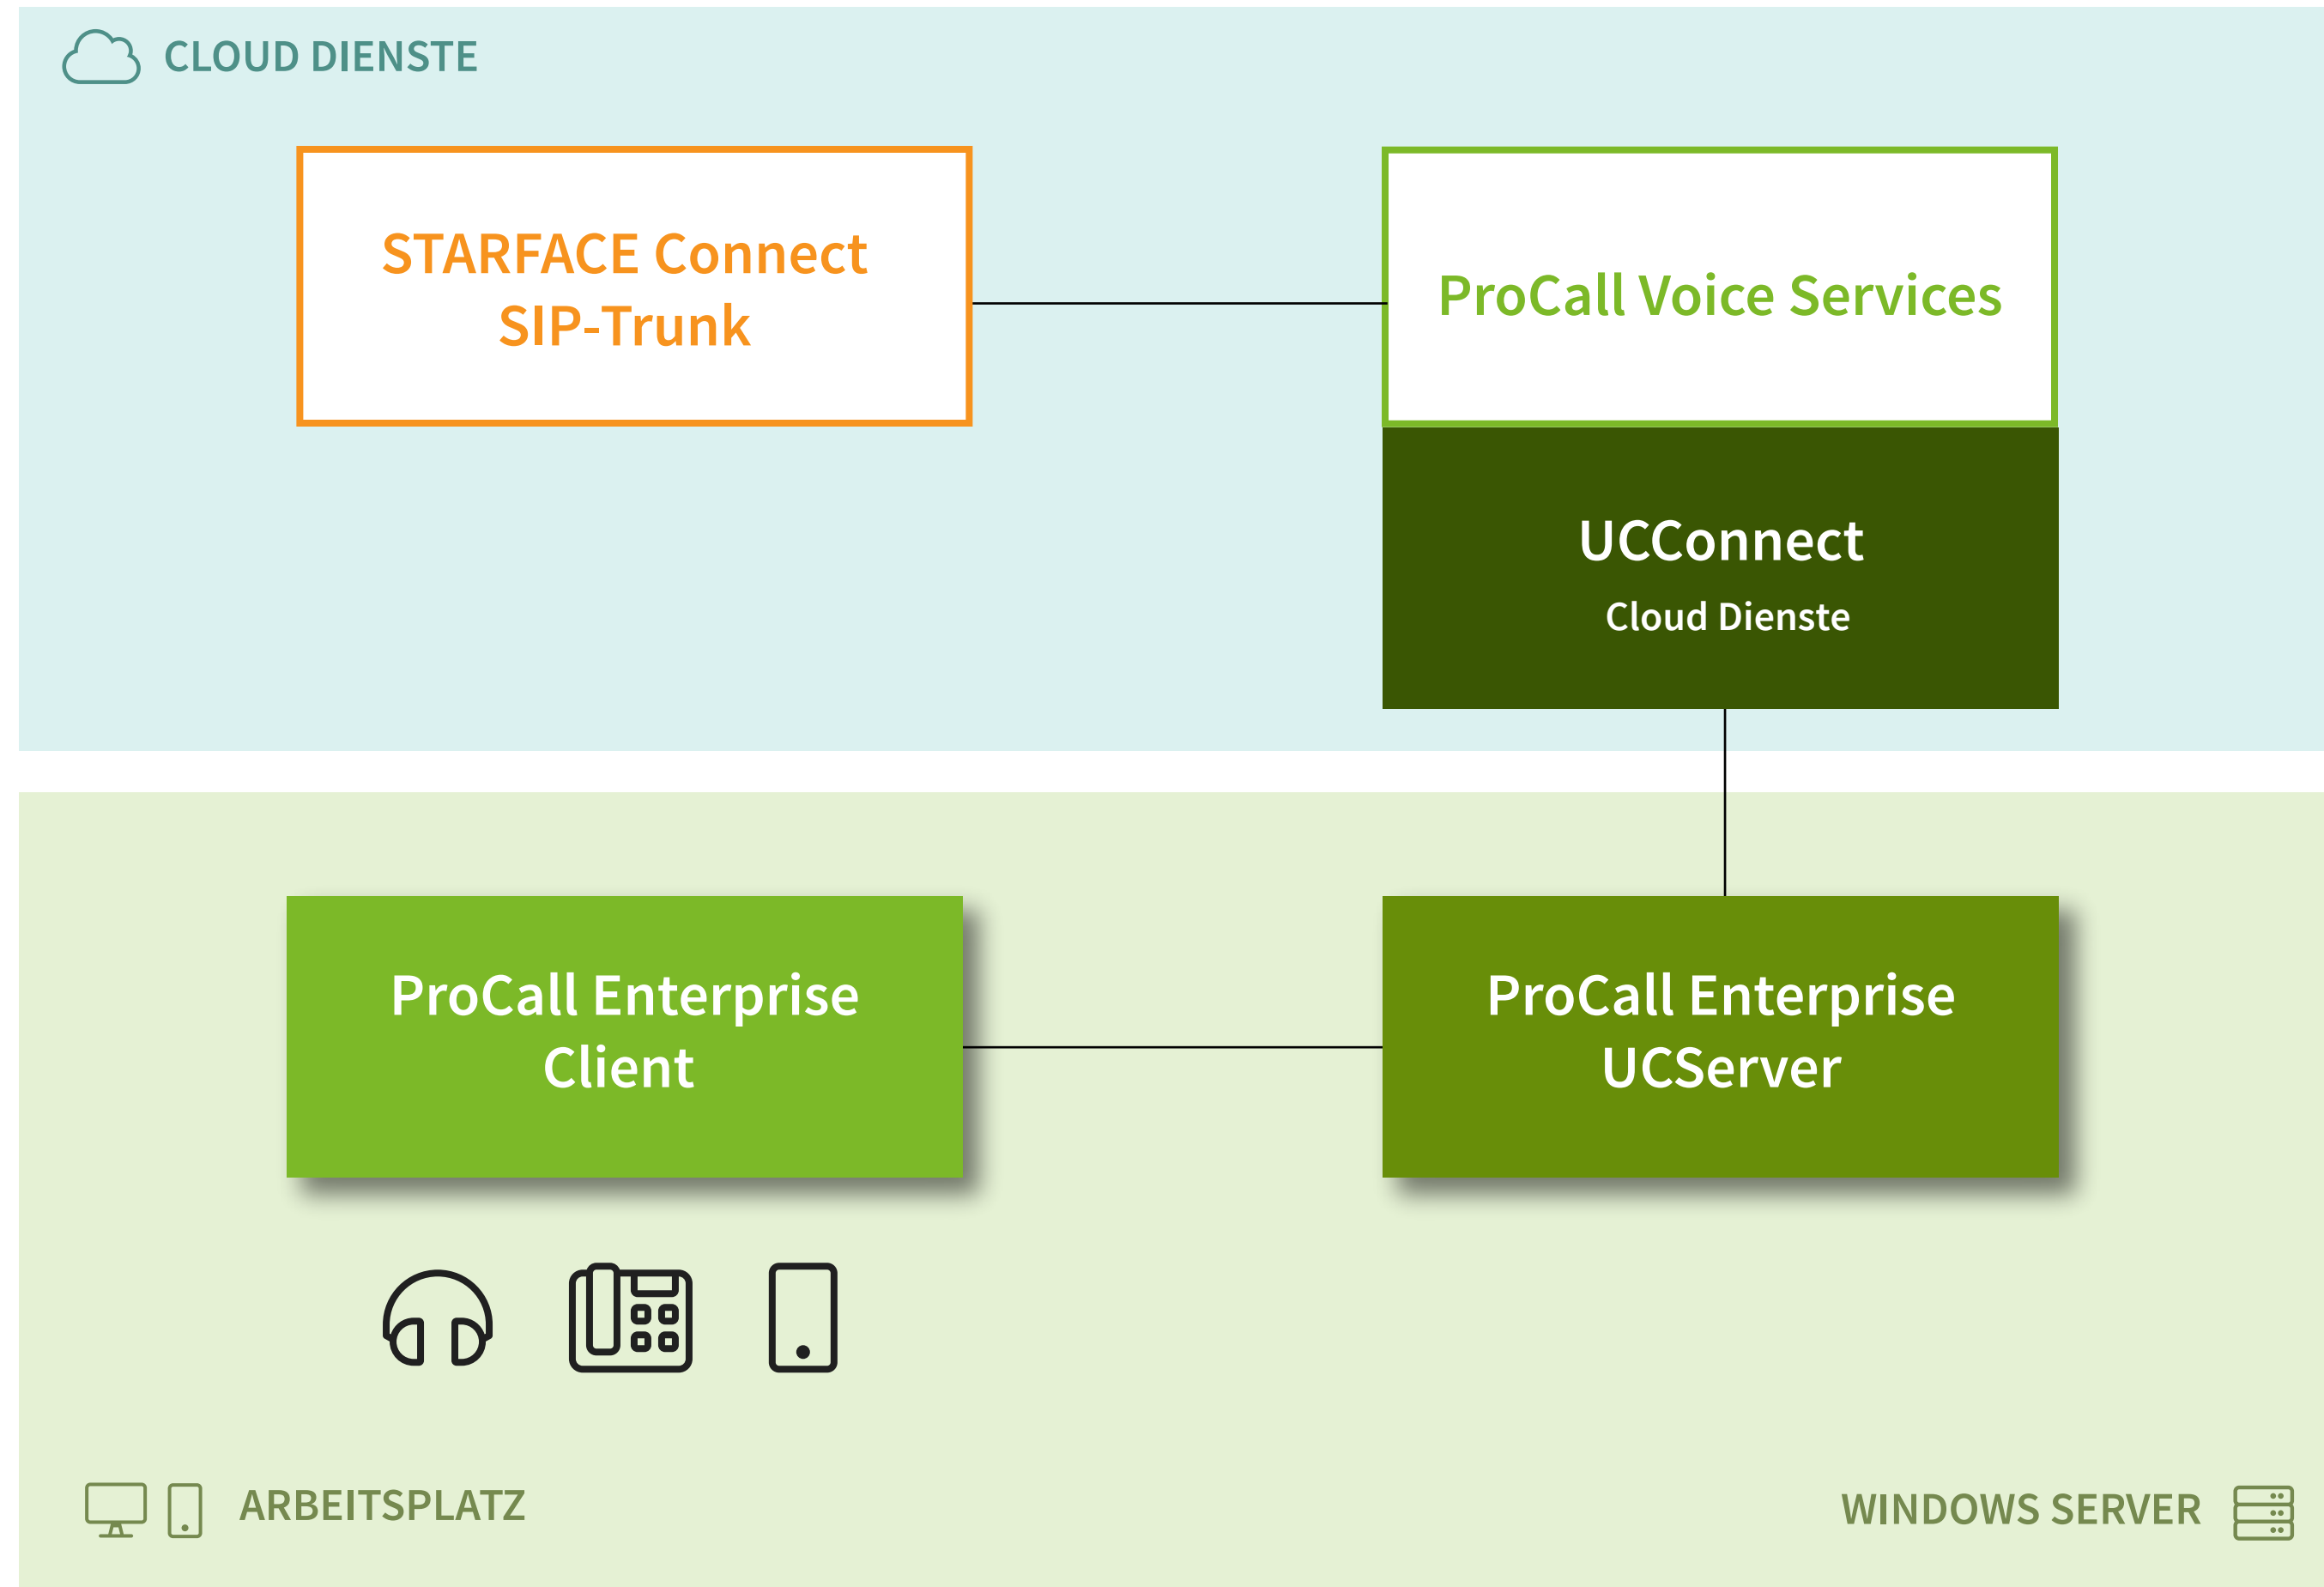 CLOUD DIENSTE
STARFACE Connect
SIP-Trunk
ProCall Voice Services
UCConnect
Cloud Dienste
ProCall Enterprise
Client
ProCall Enterprise
UCServer
ARBEITSPLATZ
WINDOWS SERVER